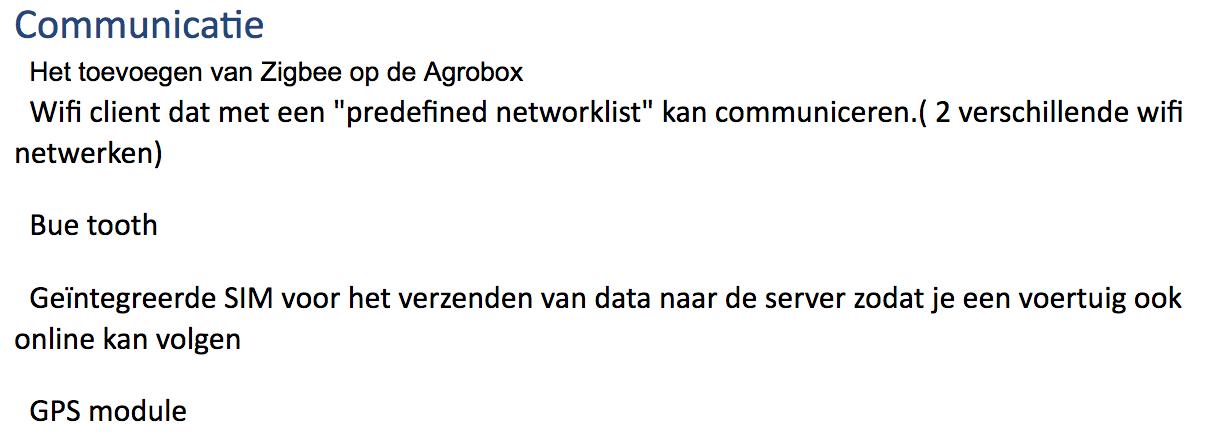 Communicatie
Het toevoegen van Zigbee op de Agrobox
Wifi client dat met een "predefined networklist" kan communiceren.( 2 verschillende wifi
netwerken)
Bue tooth
Geïntegreerde SIM voor het verzenden van data naar de server zodat je een voertuig ook
online kan volgen
GPS module